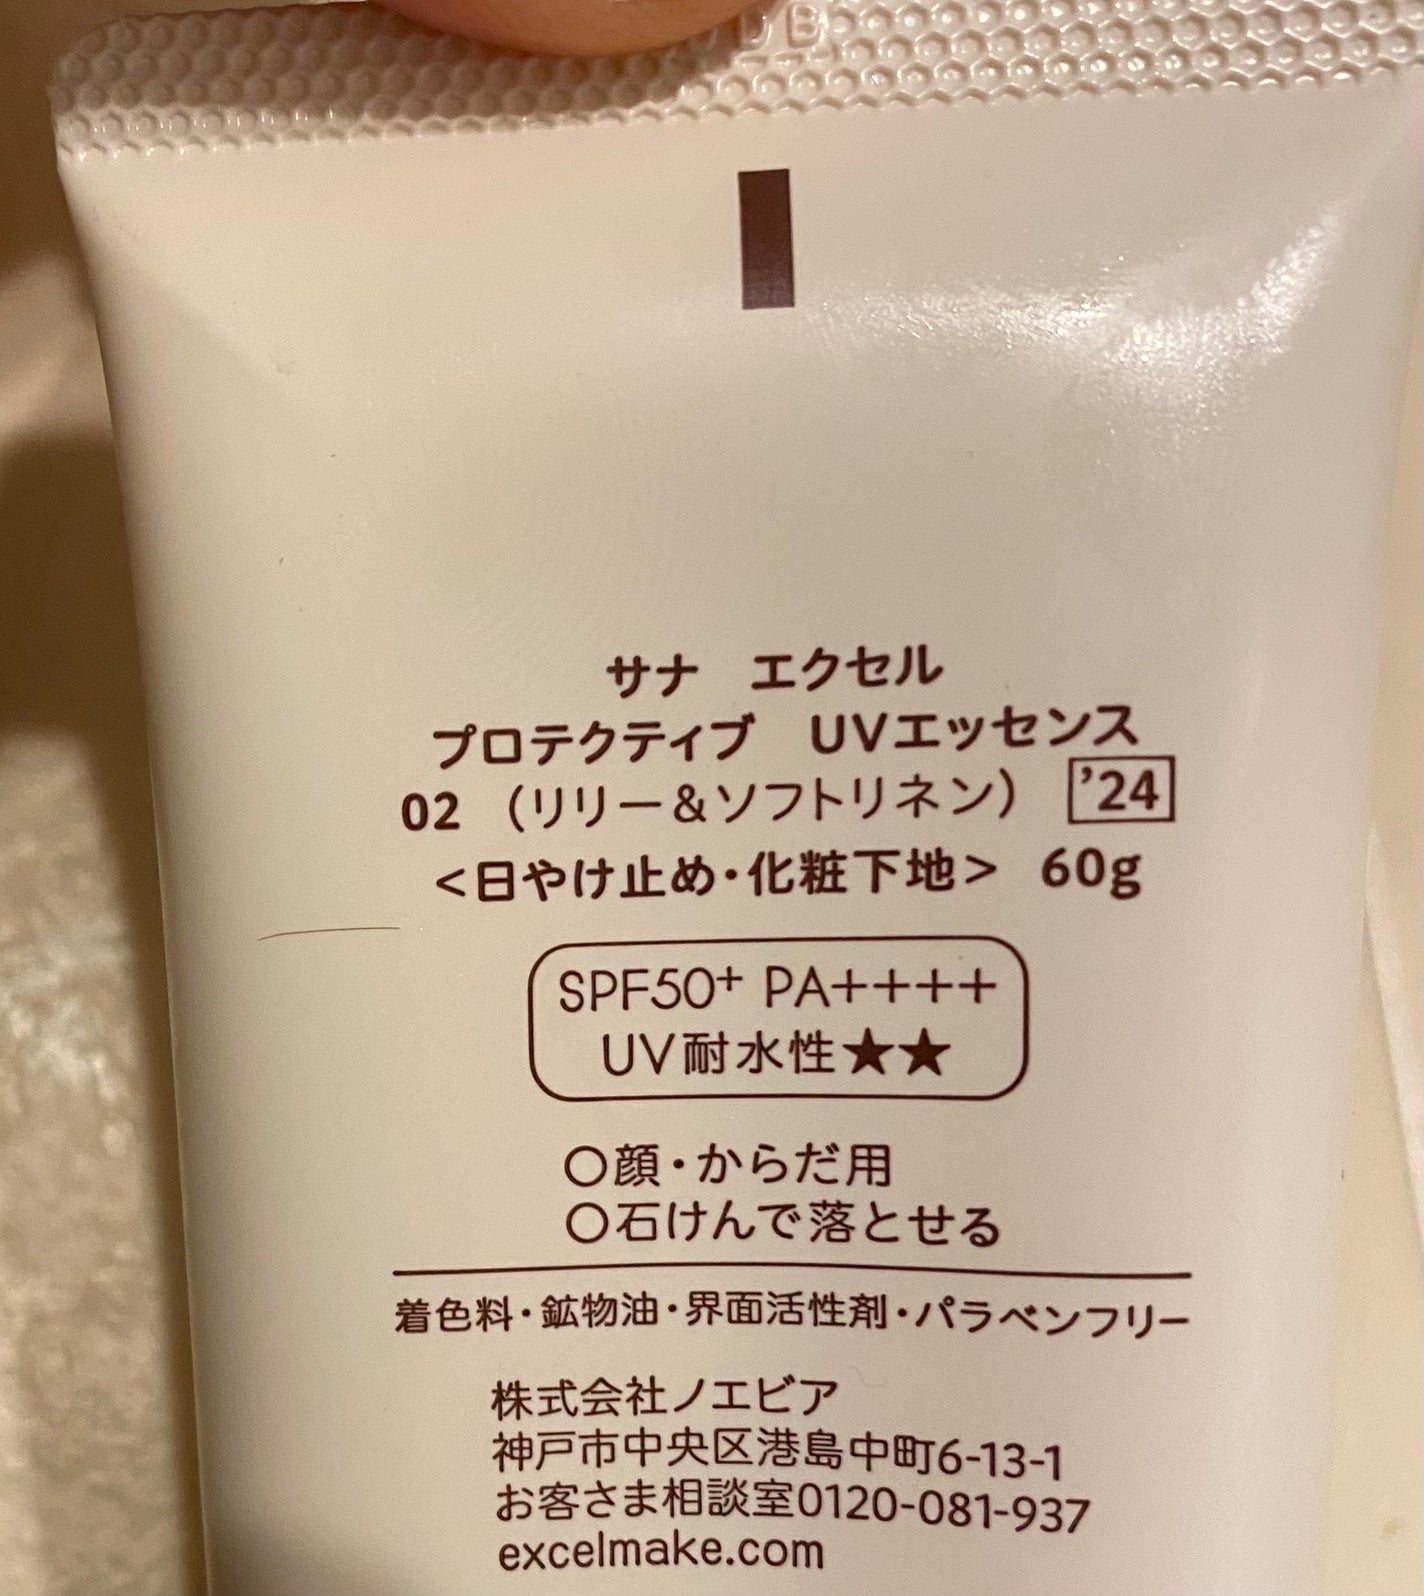 サナ　エクセル
プロテクティブ　UVエッセンス
02 （リリー＆ソフトリネン） ’24
<日やけ止め・化粧下地> 60g
SPF50+ PA++++
UV耐水性★★
○顔・からだ用
○石けんで落とせる
着色料・鉱物油・界面活性剤・パラベンフリー
株式会社ノエビア
神戸市中央区港島中町6-13-1
お客さま相談室0120-081-937
excelmake.com